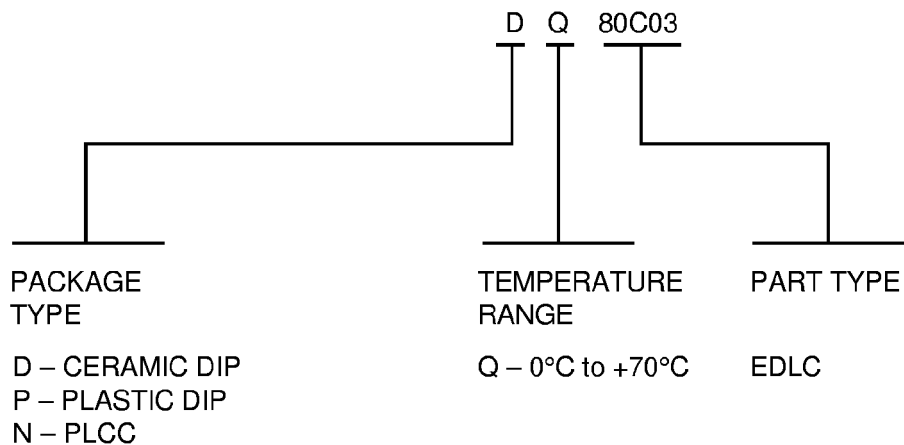 D Q 80C03
PACKAGE
TYPE
D – CERAMIC DIP
P – PLASTIC DIP
N – PLCC
TEMPERATURE
RANGE
Q – 0°C to +70°C
PART TYPE
EDLC